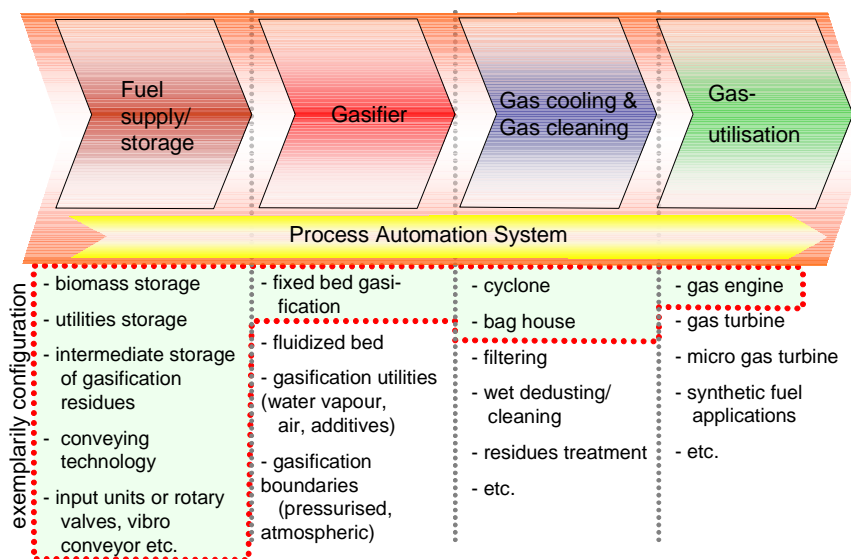 Fuel
supply/
storage
Gasifier
Gas cooling &
Gas cleaning
Gas-
utilisation
Process Automation System
exemplarily configuration
- biomass storage
- utilities storage
- intermediate storage
of gasification
residues
- conveying
technology
- input units or rotary
valves, vibro
conveyor etc.
- fixed bed gasi-
fication
- fluidized bed
- gasification utilities
(water vapour,
air, additives)
- gasification
boundaries
(pressurised,
atmospheric)
- cyclone
- bag house
- filtering
- wet dedusting/
cleaning
- residues treatment
- etc.
- gas engine
- gas turbine
- micro gas turbine
- synthetic fuel
applications
- etc.